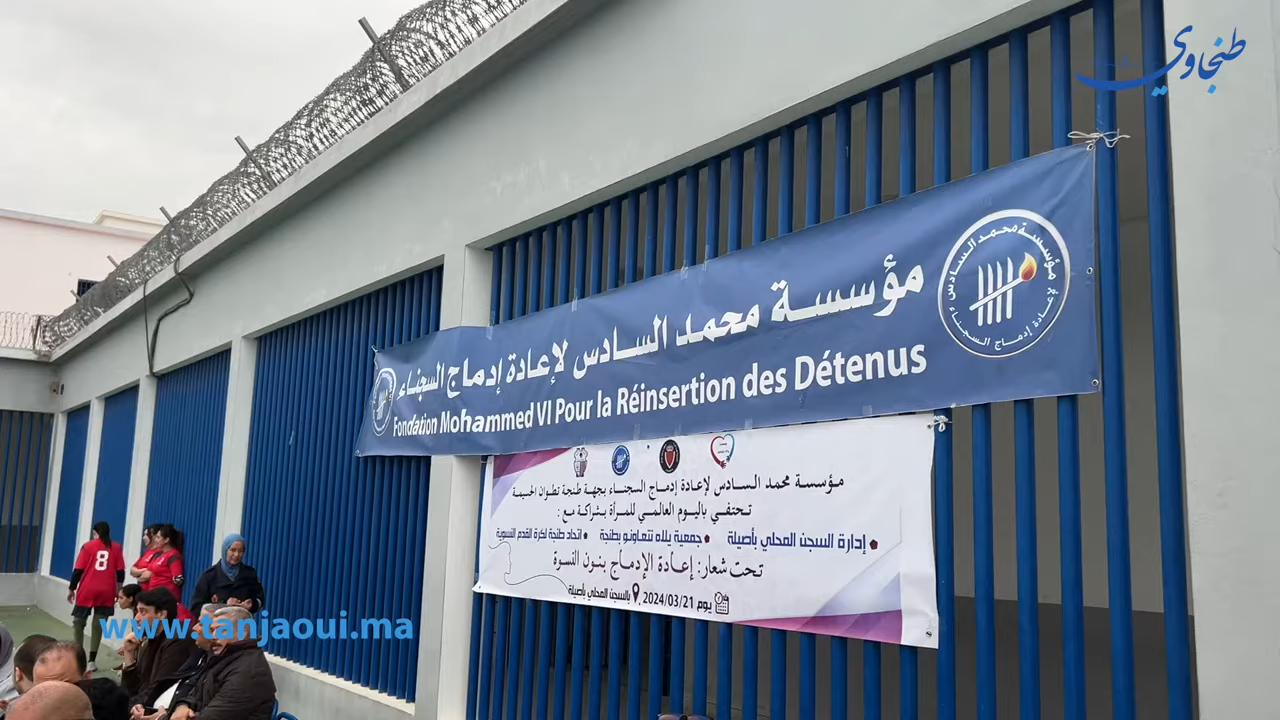 طنجاوي
مؤسسة محمد السادس لإعادة إدماج السجناء
Fondation Mohammed VI Pour la Réinsertion des Détenus
مؤسسة محمد السادس
لإعادة إدماج السجناء
مؤسسة محمد السادس لإعادة إدماج السجناء بجهة طنجة تطوان الحسيمة
تحتفي باليوم العالمي للمرأة بشراكة مع :
إدارة السجن المحلي بأصيلة • جمعية يلاه نتعاونو بطنجة • اتحاد طنجة لكرة القدم النسوية
تحت شعار: إعادة الإدماج بنون النسوة
يوم 2024/03/21 بالسجن المحلي بأصيلة
8
www.tanjaoui.ma